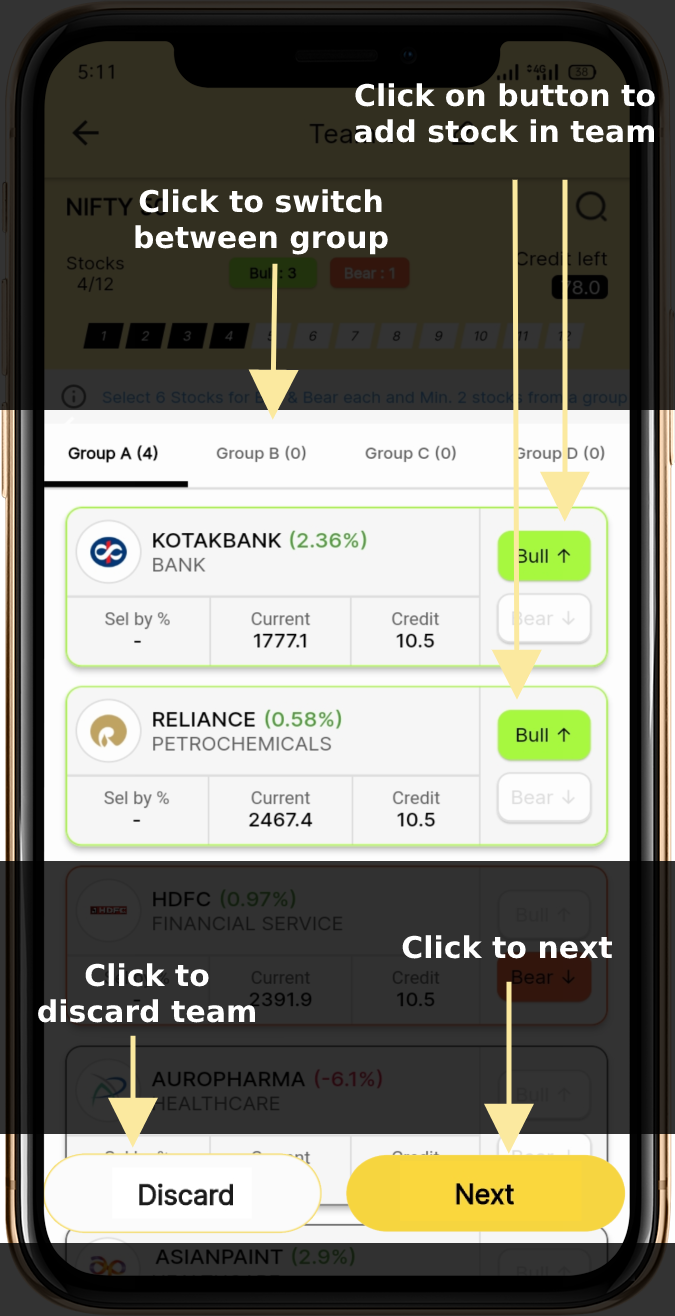 5:11
4G
38
Click on button to
add stock in team
Click to switch
between group
NIFTY
Stocks
4/12
Bull : 3
Bear : 1
Credit left
78.0
1 2 3 4 5 6 7 8 9 10 11 12
Select 6 Stocks for Bull & Bear each and Min. 2 stocks from a group
Group A (4)
Group B (0)
Group C (0)
Group D (0)
KOTAKBANK (2.36%)
BANK
Bull ↑
Bear ↓
Sel by %
Current
Credit
-
1777.1
10.5
RELIANCE (0.58%)
PETROCHEMICALS
Bull ↑
Bear ↓
Sel by %
Current
Credit
-
2467.4
10.5
HDFC (0.97%)
FINANCIAL SERVICE
Bull ↑
Bear ↓
Click to next
Click to
discard team
Current
Credit
2391.9
10.5
AUROPHARMA (-6.1%)
HEALTHCARE
Bull ↑
Discard
Next
ASIANPAINT (2.9%)
Bull ↑